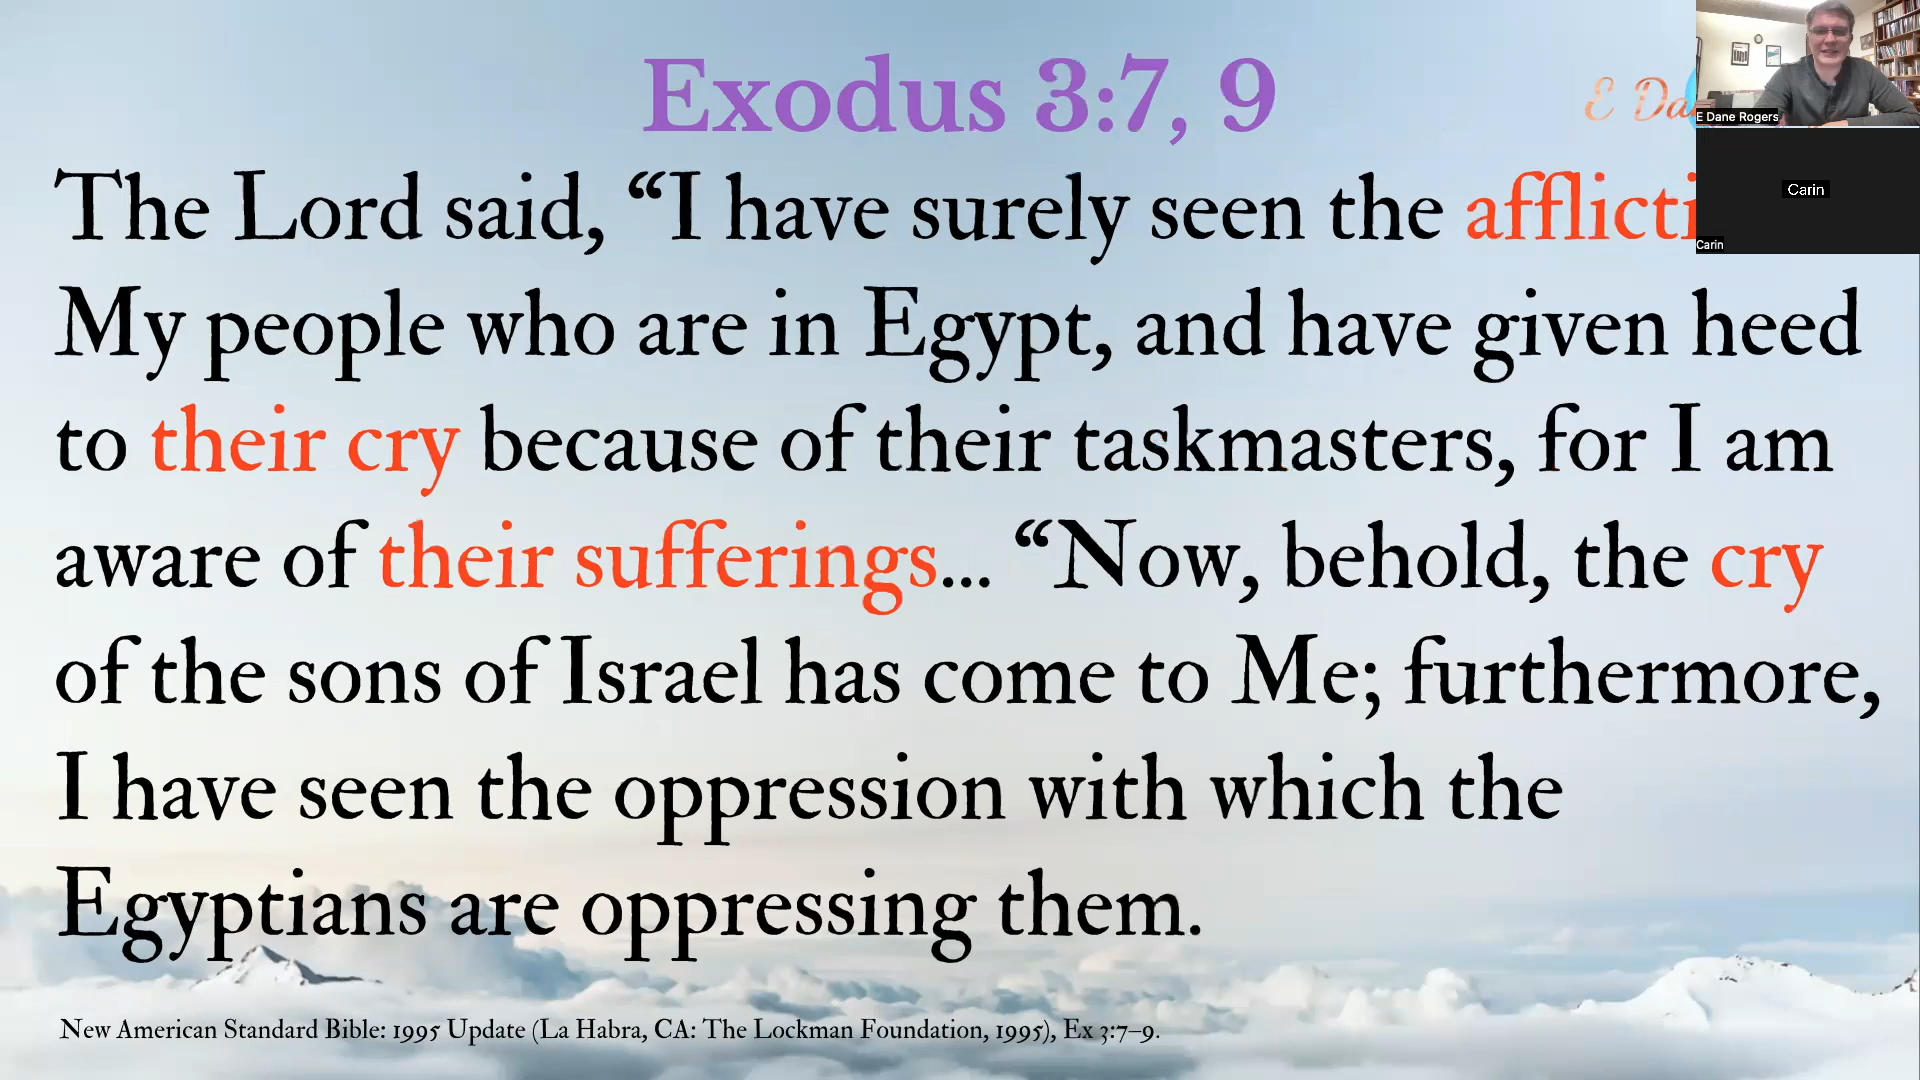 Exodus 3:7, 9
E Da
E Dane Rogers
The Lord said, “I have surely seen the
Carin
Carin
My people who are in Egypt, and have given heed
to their cry because of their taskmasters, for I am
aware of their sufferings... “Now, behold, the cry
of the sons of Israel has come to Me; furthermore,
I have seen the oppression with which the
Egyptians are oppressing them.
New American Standard Bible: 1995 Update (La Habra, CA: The Lockman Foundation, 1995), Ex 3:7–9.